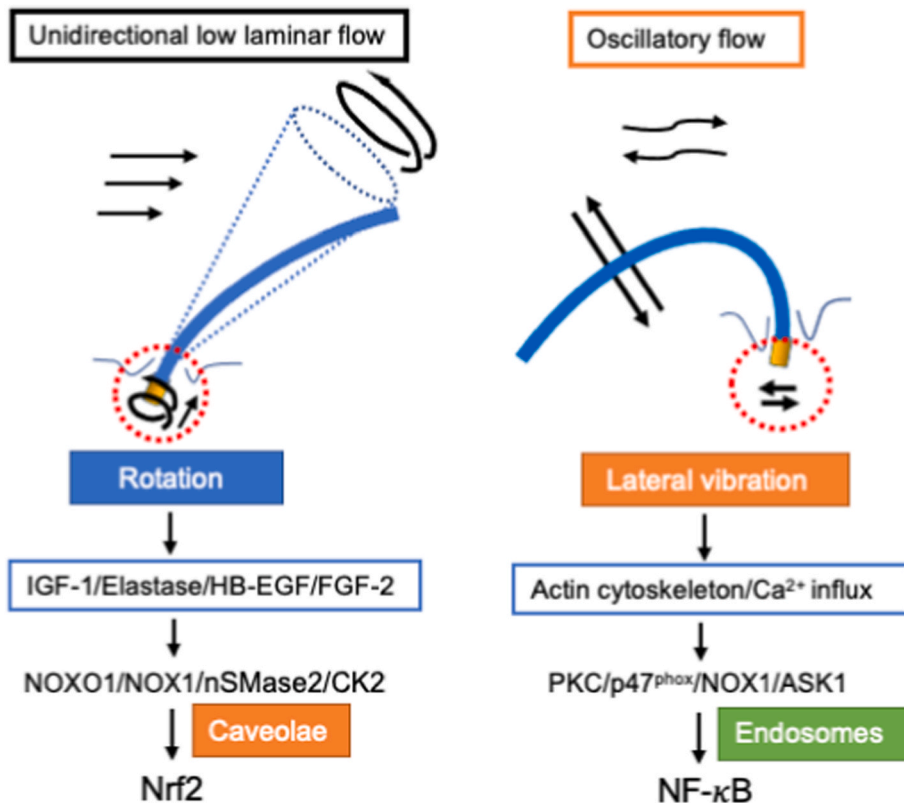 Unidirectional low laminar flow
Oscillatory flow
Rotation
Lateral vibration
IGF-1/Elastase/HB-EGF/FGF-2
Actin cytoskeleton/Ca²⁺ influx
NOXO1/NOX1/nSMase2/CK2
PKC/p47ᵖʰᵒˣ/NOX1/ASK1
Caveolae
Endosomes
Nrf2
NF-κB